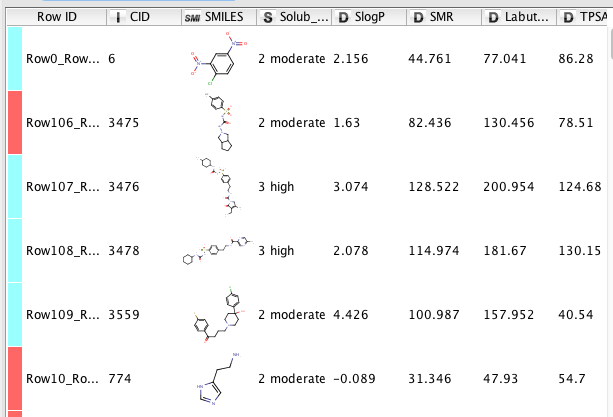 Row ID I CID SMI SMILES S Solub_... D SlogP D SMR D Labut... D TPSA
Row0_Row... 6 2 moderate 2.156 44.761 77.041 86.28
Row106_R... 3475 2 moderate 1.63 82.436 130.456 78.51
Row107_R... 3476 3 high 3.074 128.522 200.954 124.68
Row108_R... 3478 3 high 2.078 114.974 181.67 130.15
Row109_R... 3559 2 moderate 4.426 100.987 157.952 40.54
Row10_Ro... 774 2 moderate -0.089 31.346 47.93 54.7